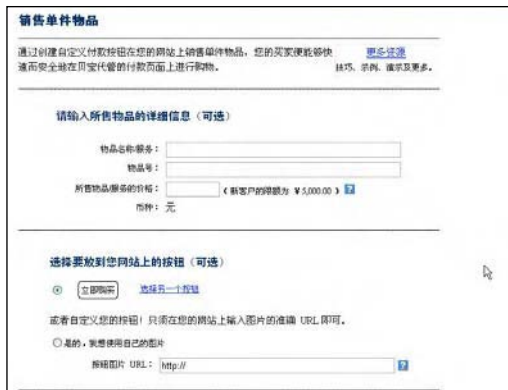 销售单件物品
通过创建自定义付款按钮在您的网站上销售单件物品，您的买家便能够快
速而安全地在贝宝代管的付款页面上进行购物。
更多资源
技巧、示例、演示及更多。
请输入所售物品的详细信息（可选）
物品名称/服务：
物品号：
所售物品/服务的价格：
（新客户的限额为 ￥5,000.00 ） ?
币种： 元
选择要放到您网站上的按钮（可选）
立即购买 选择另一个按钮
或者自定义您的按钮！只须在您的网站上输入图片的准确 URL 即可。
是的，我想使用自己的图片
按钮图片 URL： http:// ?